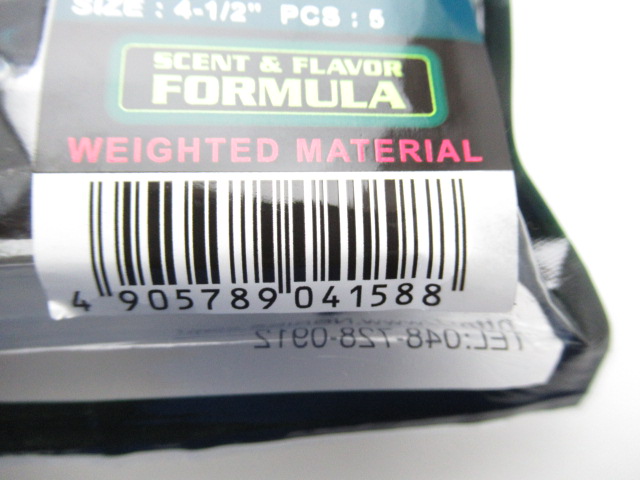 SIZE : 4-1/2" PCS : 5
SCENT & FLAVOR
FORMULA
WEIGHTED MATERIAL
4 905789 041588
TEL:048-728-0912